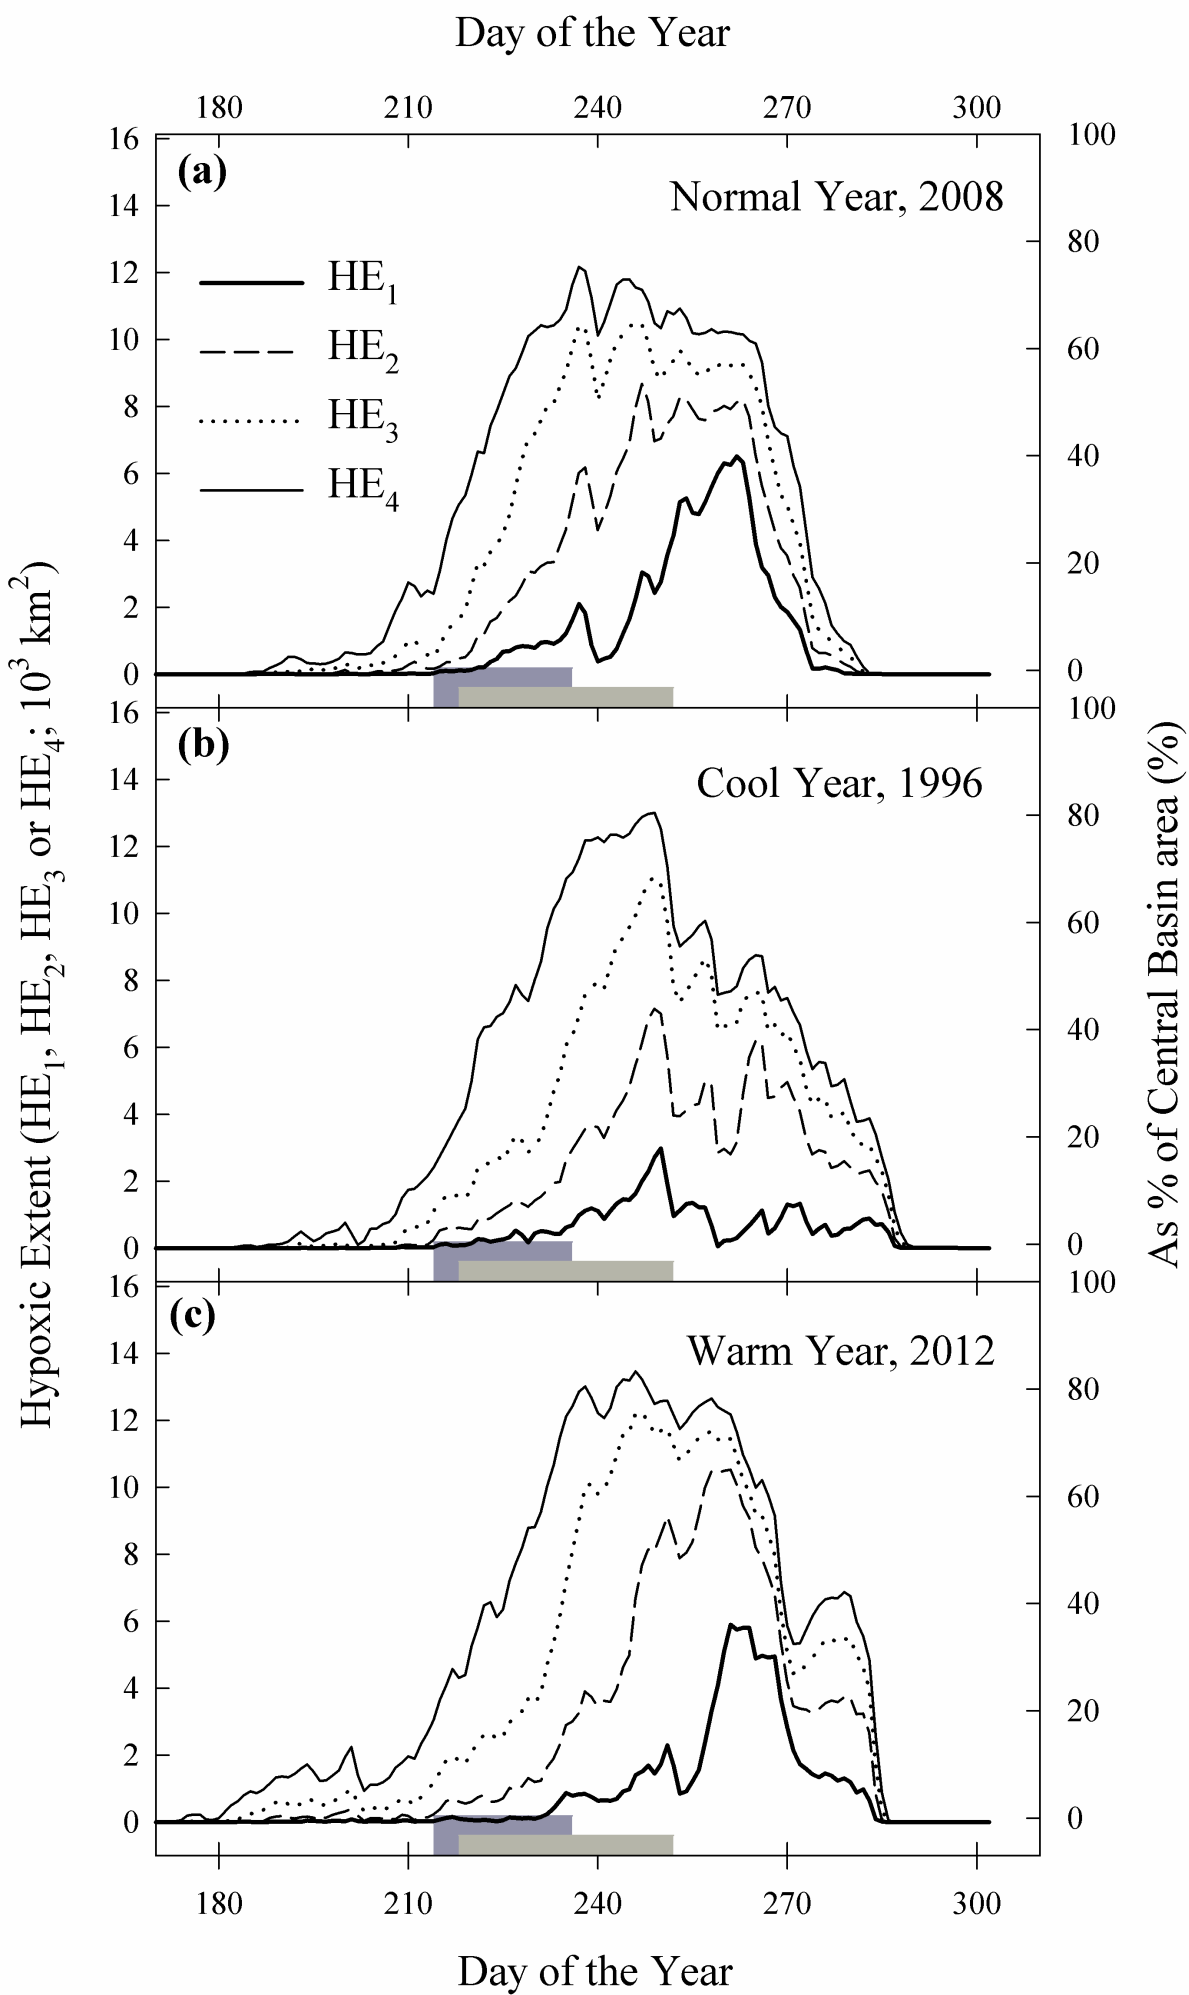 Day of the Year
180 210 240 270 300
(a)
Normal Year, 2008
HE1
HE2
HE3
HE4
16
14
12
10
8
6
4
2
0
100
80
60
40
20
0
(b)
Cool Year, 1996
16
14
12
10
8
6
4
2
0
100
80
60
40
20
0
(c)
Warm Year, 2012
16
14
12
10
8
6
4
2
0
100
80
60
40
20
0
Hypoxic Extent (HE1, HE2, HE3 or HE4; 10³ km²)
As % of Central Basin area (%)
180 210 240 270 300
Day of the Year